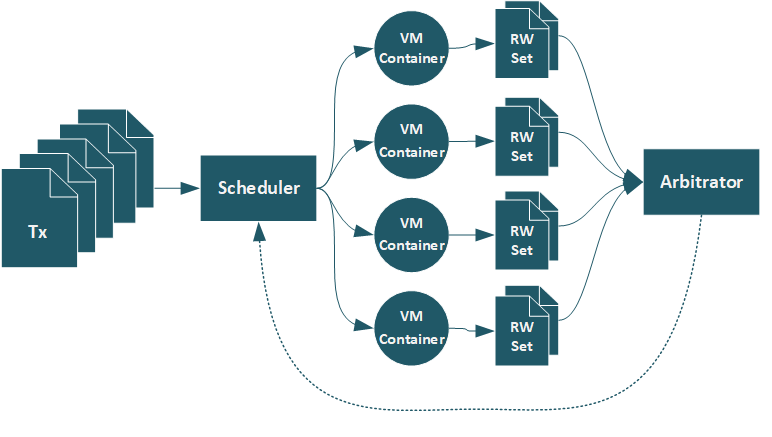 Tx
Scheduler
VM
Container
VM
Container
VM
Container
VM
Container
RW
Set
RW
Set
RW
Set
RW
Set
Arbitrator